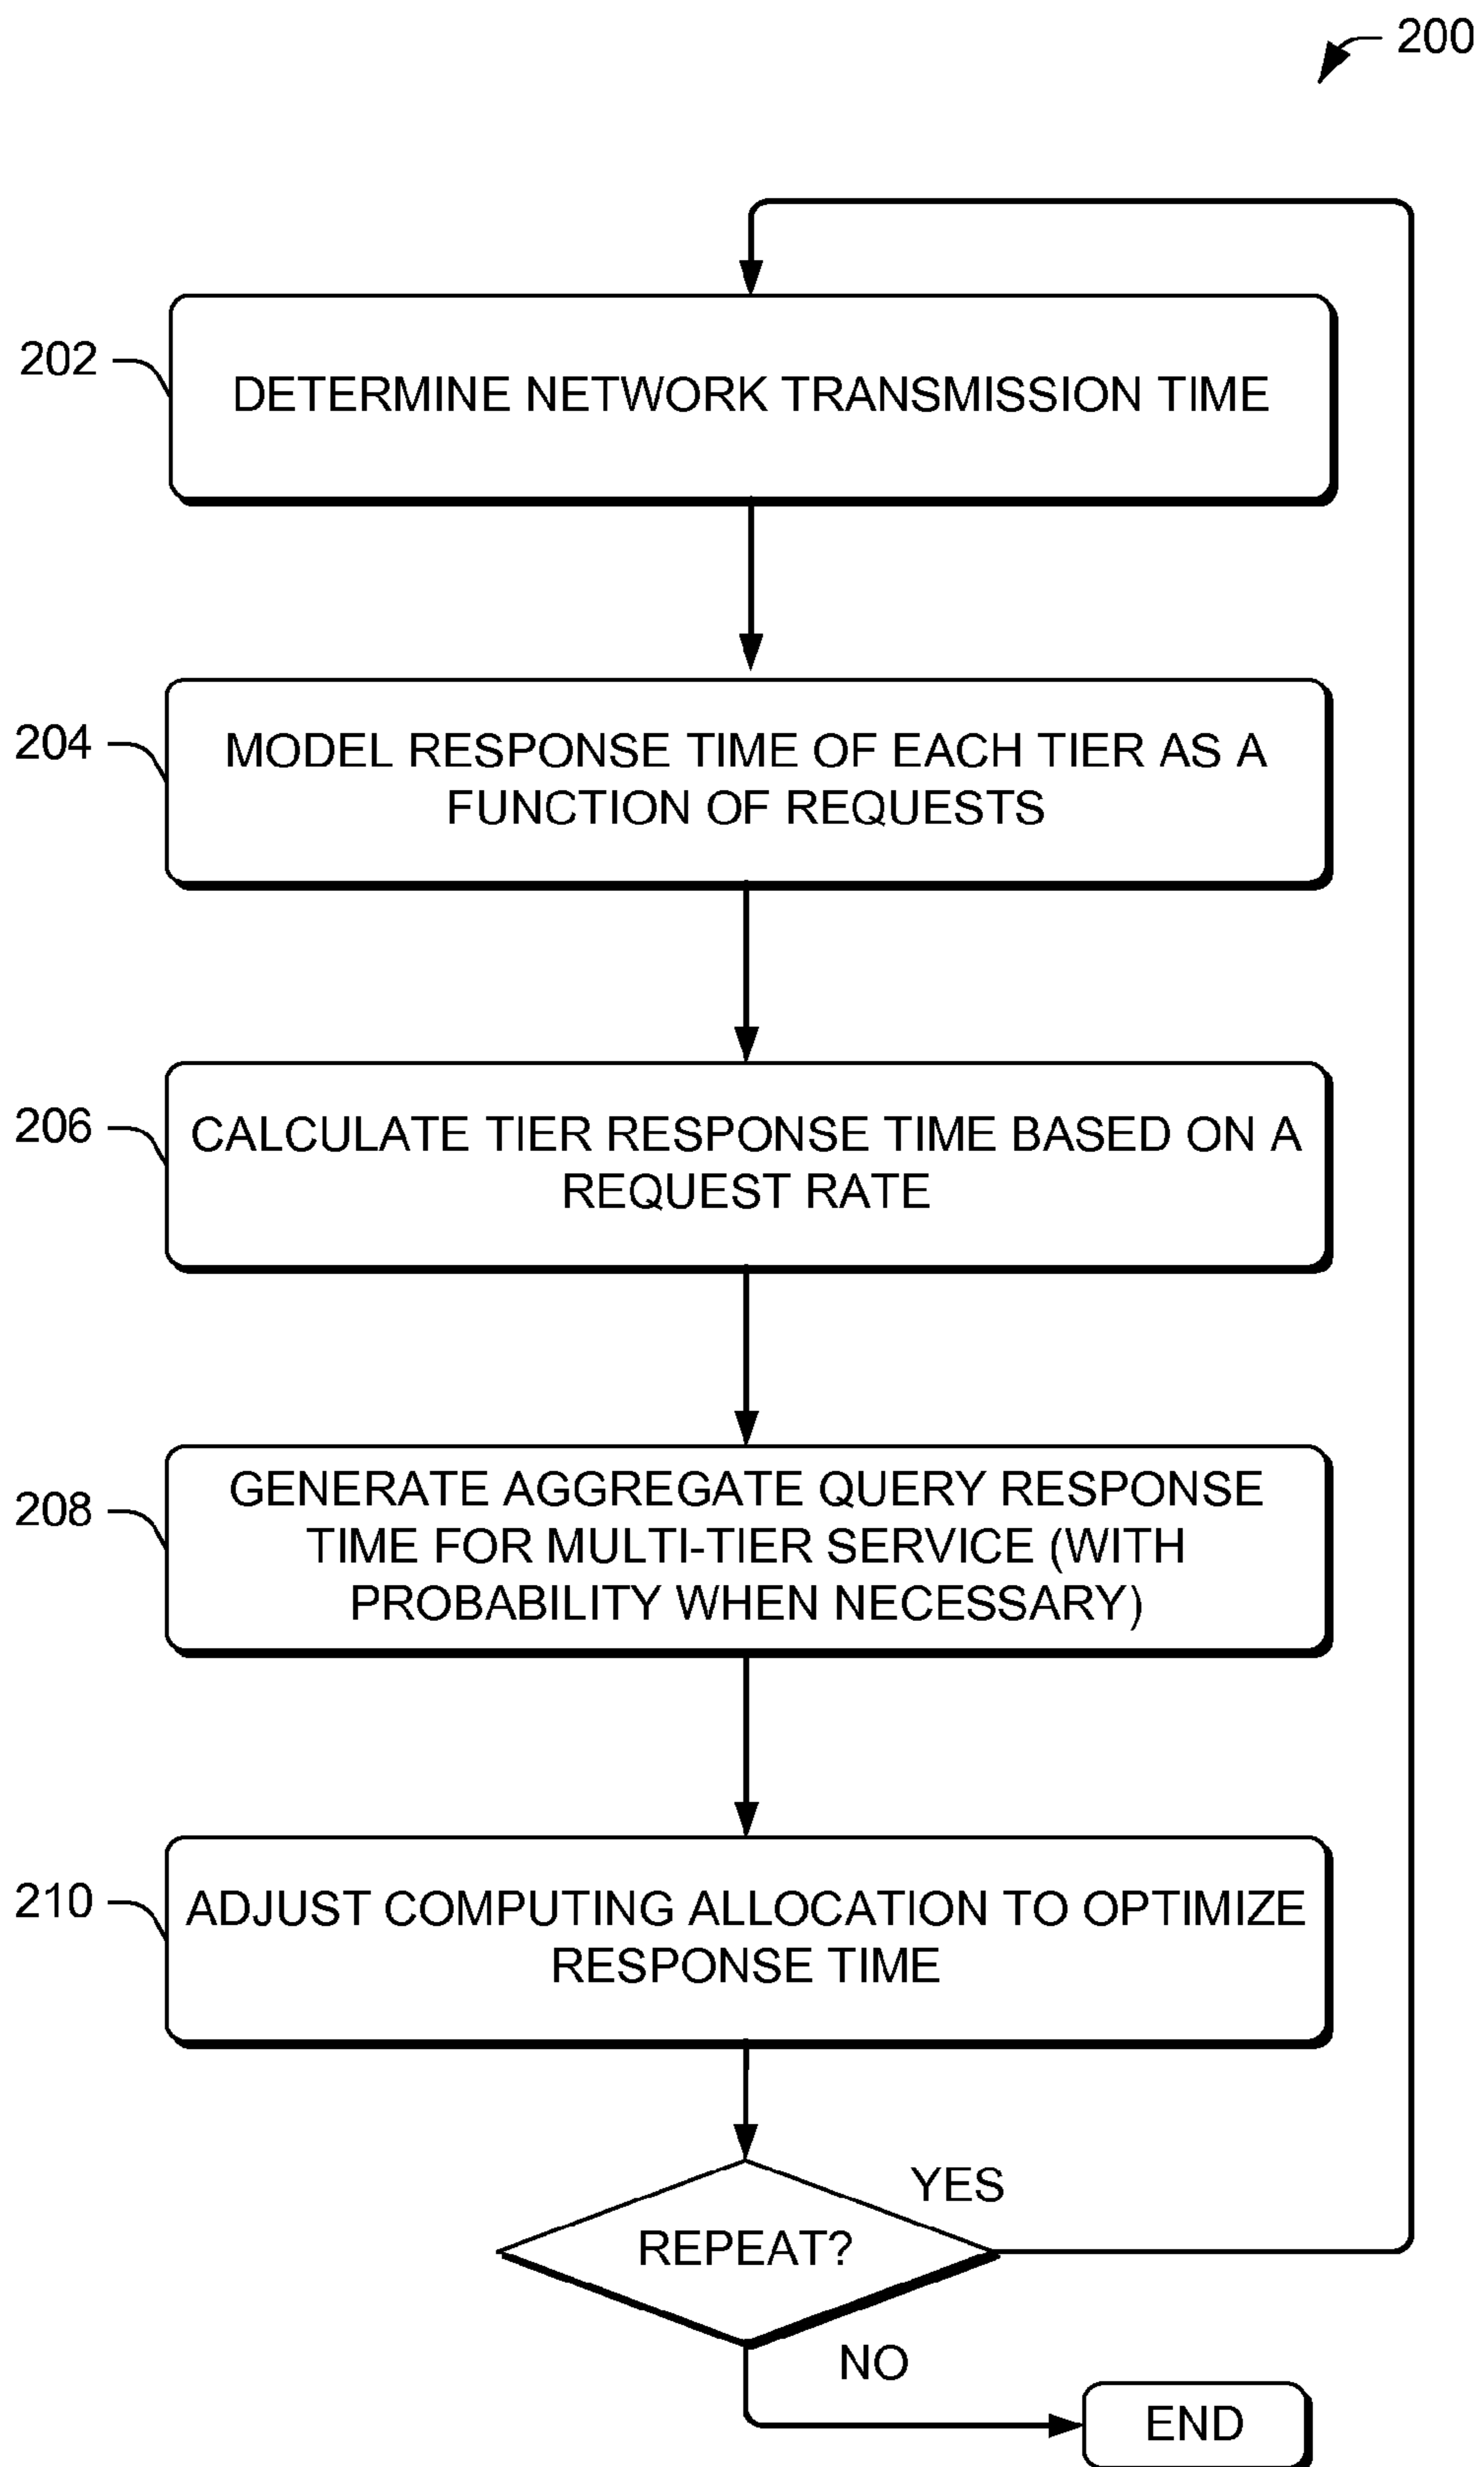 200
202
DETERMINE NETWORK TRANSMISSION TIME
204
MODEL RESPONSE TIME OF EACH TIER AS A
FUNCTION OF REQUESTS
206
CALCULATE TIER RESPONSE TIME BASED ON A
REQUEST RATE
208
GENERATE AGGREGATE QUERY RESPONSE
TIME FOR MULTI-TIER SERVICE (WITH
PROBABILITY WHEN NECESSARY)
210
ADJUST COMPUTING ALLOCATION TO OPTIMIZE
RESPONSE TIME
YES
REPEAT?
NO
END